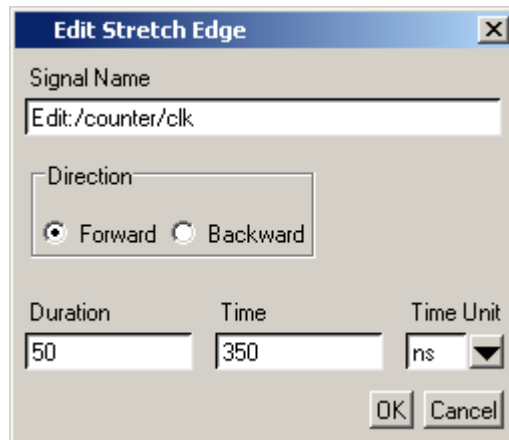 Edit Stretch Edge
Signal Name
Edit:/counter/clk
Direction
Forward Backward
Duration Time Time Unit
50 350 ns
OK Cancel